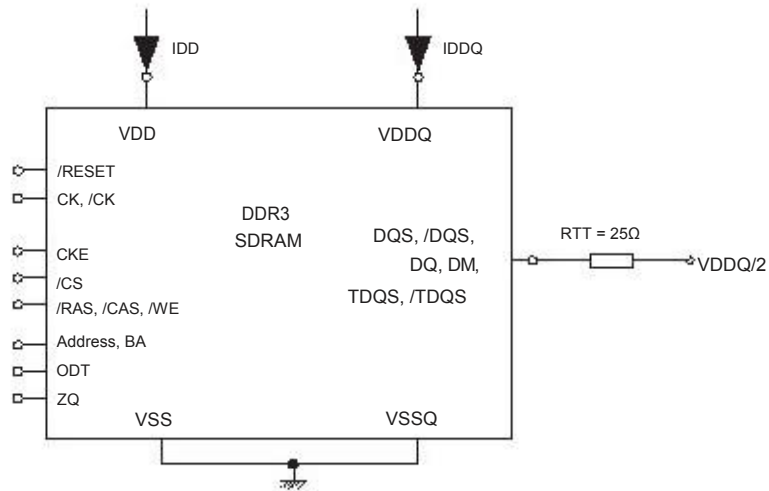 IDD
IDDQ
VDD
VDDQ
/RESET
CK, /CK
DDR3
SDRAM
CKE
/CS
/RAS, /CAS, /WE
Address, BA
ODT
ZQ
DQS, /DQS,
DQ, DM,
TDQS, /TDQS
RTT = 25Ω
VDDQ/2
VSS
VSSQ